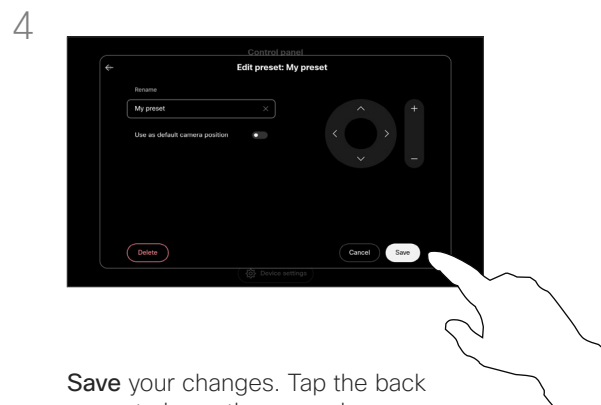 4
Control panel
Edit preset: My preset
Rename
My preset
Use as default camera position
Delete
Cancel
Save
Device settings
Save your changes. Tap the back